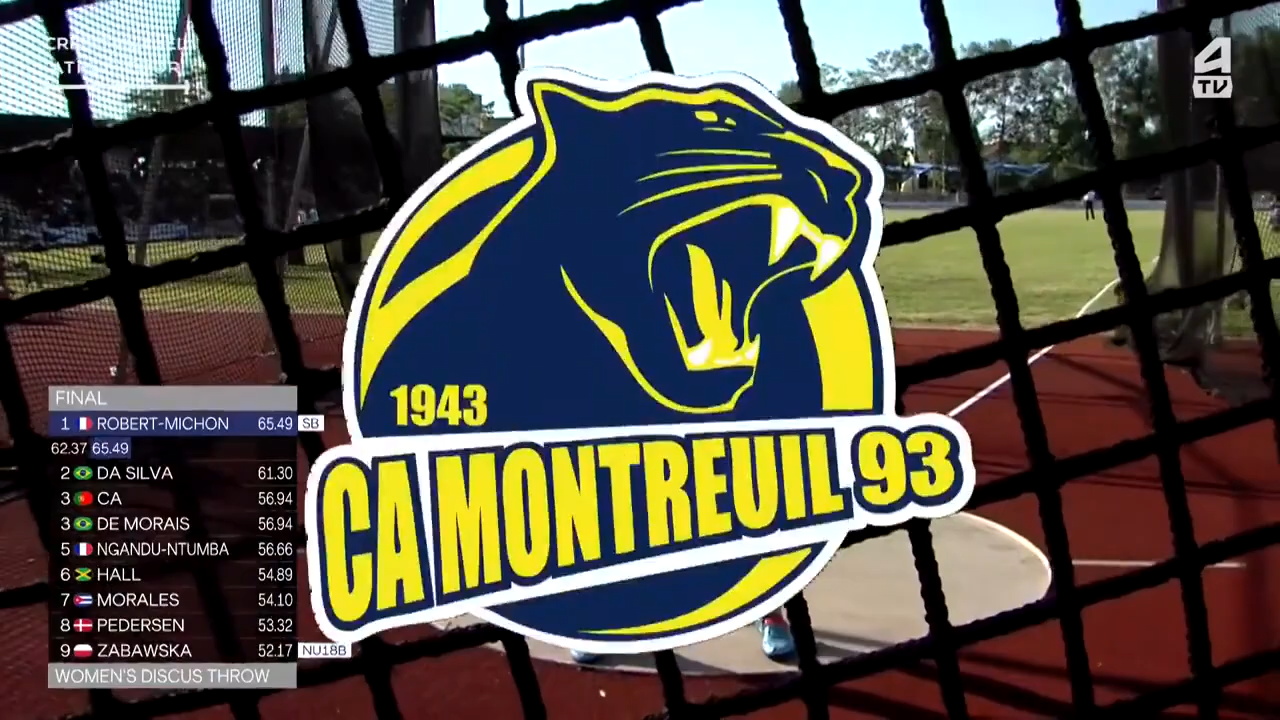 4
TV
1943
CA MONTREUIL 93
FINAL
1 ROBERT-MICHON 65.49 SB
62.37 65.49
2 DA SILVA 61.30
3 CA 56.94
3 DE MORAIS 56.94
5 NGANDU-NTUMBA 56.66
6 HALL 54.89
7 MORALES 54.10
8 PEDERSEN 53.32
9 ZABAWSKA 52.17 NU18B
WOMEN'S DISCUS THROW